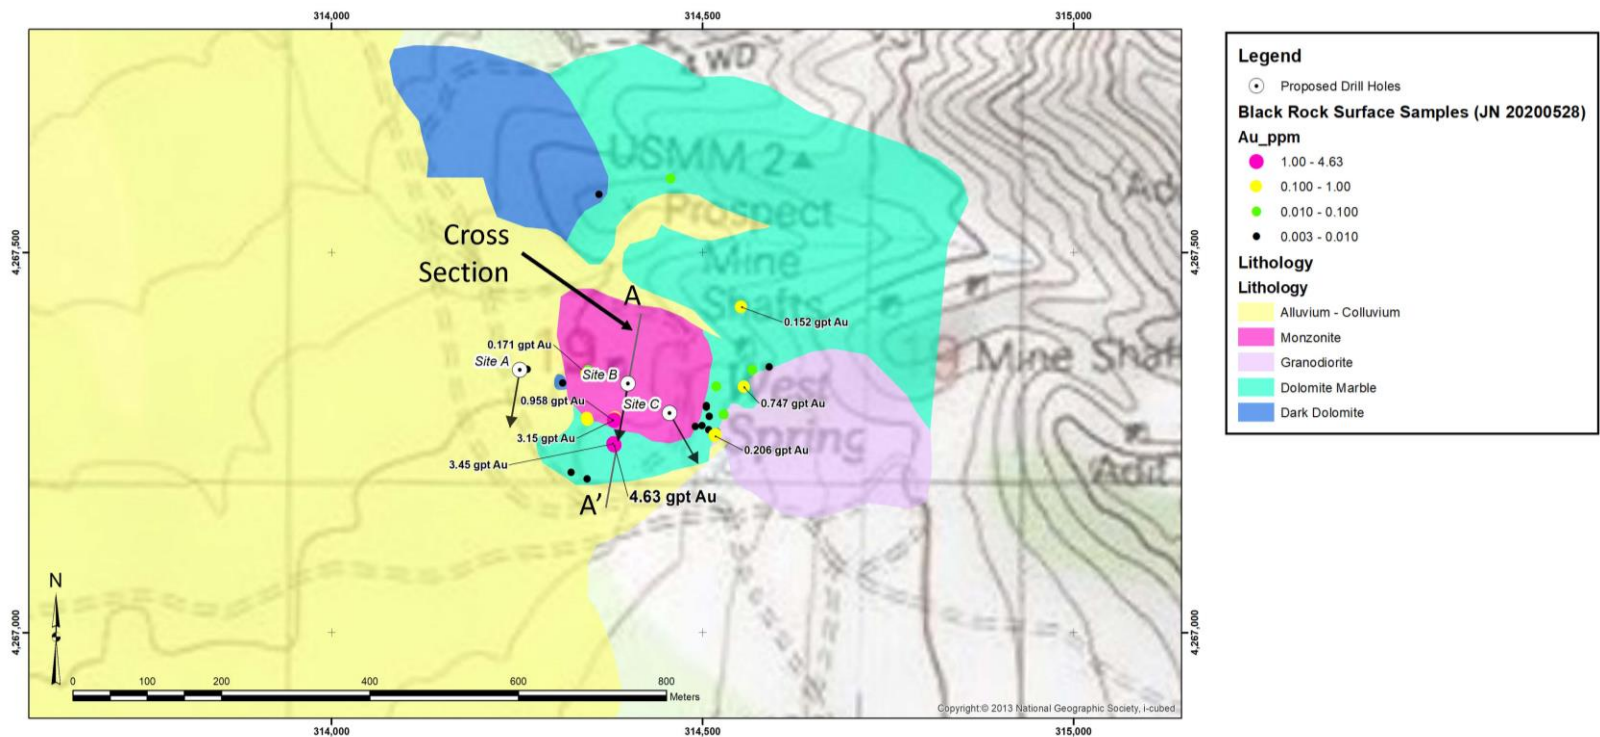 314,000
314,500
315,000
WD
USMM 2
Prospect
Cross
Section
4,267,500
4,267,500
Mine
Shafts
A
0.152 gpt Au
0.171 gpt Au
Site A
Mine Shaf
Site B
West
0.958 gpt Au
Site C
0.747 gpt Au
3.15 gpt Au
Spring
0.206 gpt Au
3.45 gpt Au
Adit
A’
4.63 gpt Au
N
4,267,000
4,267,000
0 100 200 400 600 800
Meters
Copyright:© 2013 National Geographic Society, i-cubed
314,000
314,500
315,000
Legend
Proposed Drill Holes
Black Rock Surface Samples (JN 20200528)
Au_ppm
1.00 - 4.63
0.100 - 1.00
0.010 - 0.100
0.003 - 0.010
Lithology
Lithology
Alluvium - Colluvium
Monzonite
Granodiorite
Dolomite Marble
Dark Dolomite